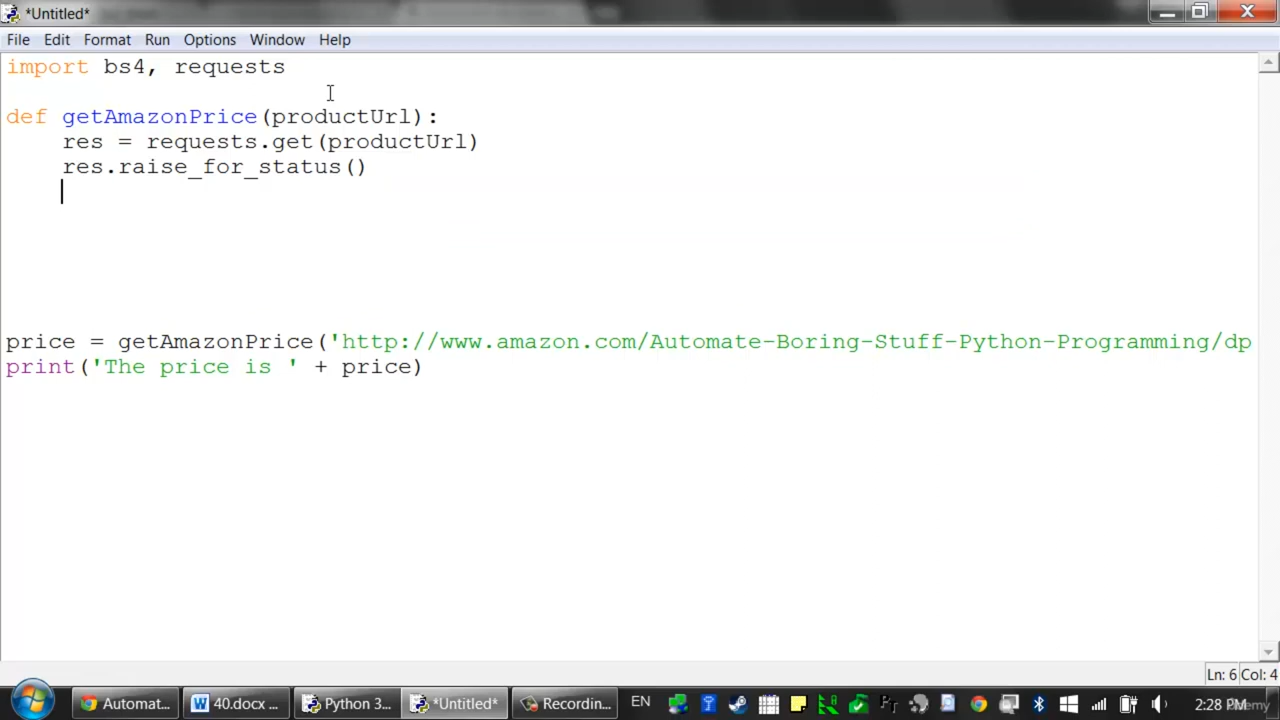 *Untitled*
File Edit Format Run Options Window Help
import bs4, requests
def getAmazonPrice(productUrl):
res = requests.get(productUrl)
res.raise_for_status()
price = getAmazonPrice('http://www.amazon.com/Automate-Boring-Stuff-Python-Programming/dp
print('The price is ' + price)
Ln: 6 Col: 4
Automat... 40.docx ... Python 3... *Untitled* Recordin... EN 2:28 PM